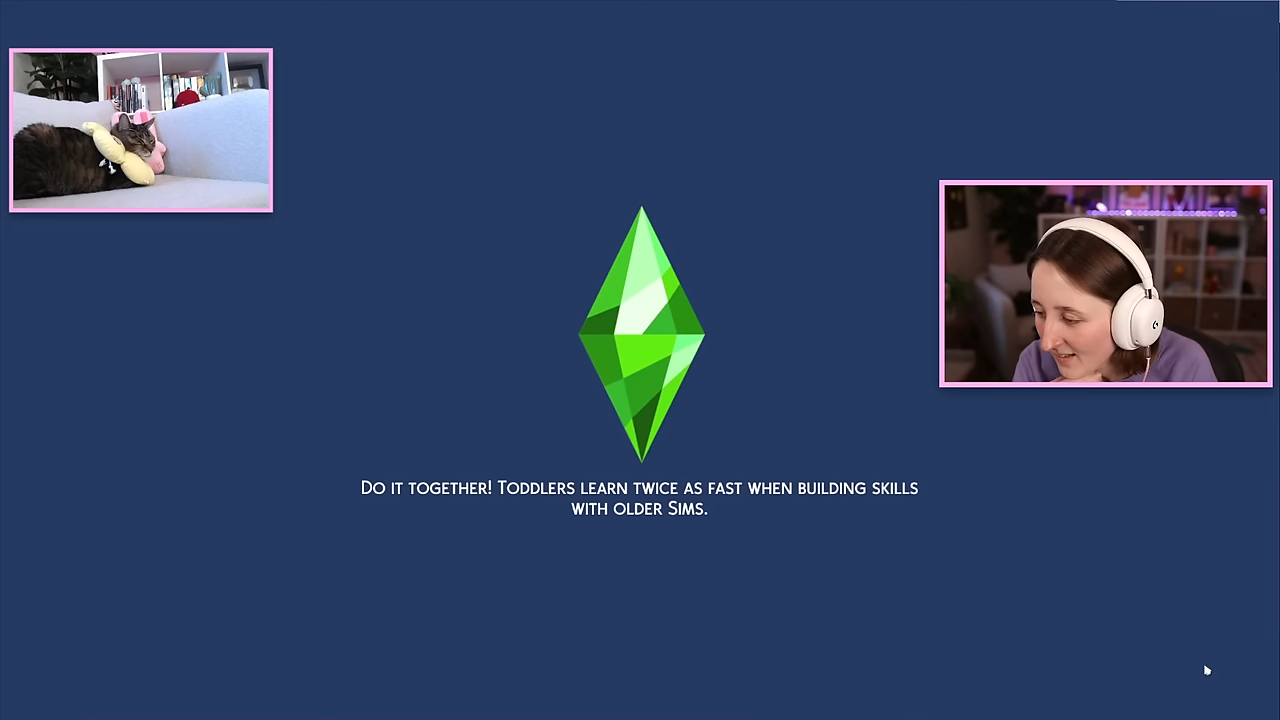 Do it together! Toddlers learn twice as fast when building skills
with older Sims.